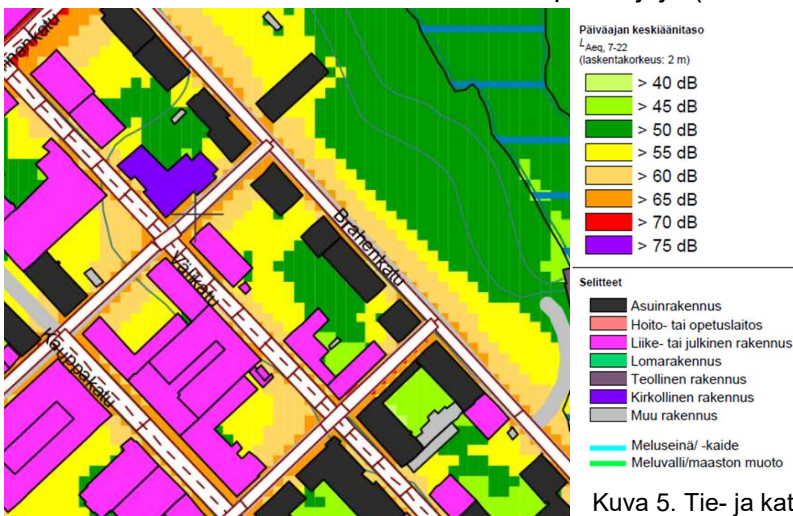 Päiväajan keskiäänitaso
LAeq, 7-22
(laskentakorkeus: 2 m)
> 40 dB
> 45 dB
> 50 dB
> 55 dB
> 60 dB
> 65 dB
> 70 dB
> 75 dB
Selitteet
Asuinrakennus
Hoito- tai opetuslaitos
Liike- tai julkinen rakennus
Lomarakennus
Teollinen rakennus
Kirkollinen rakennus
Muu rakennus
Meluseinä/ -kaide
Meluvalli/maaston muoto
Brahenkatu
Välikatu
Kauppakatu
Kuva 5. Tie- ja kat